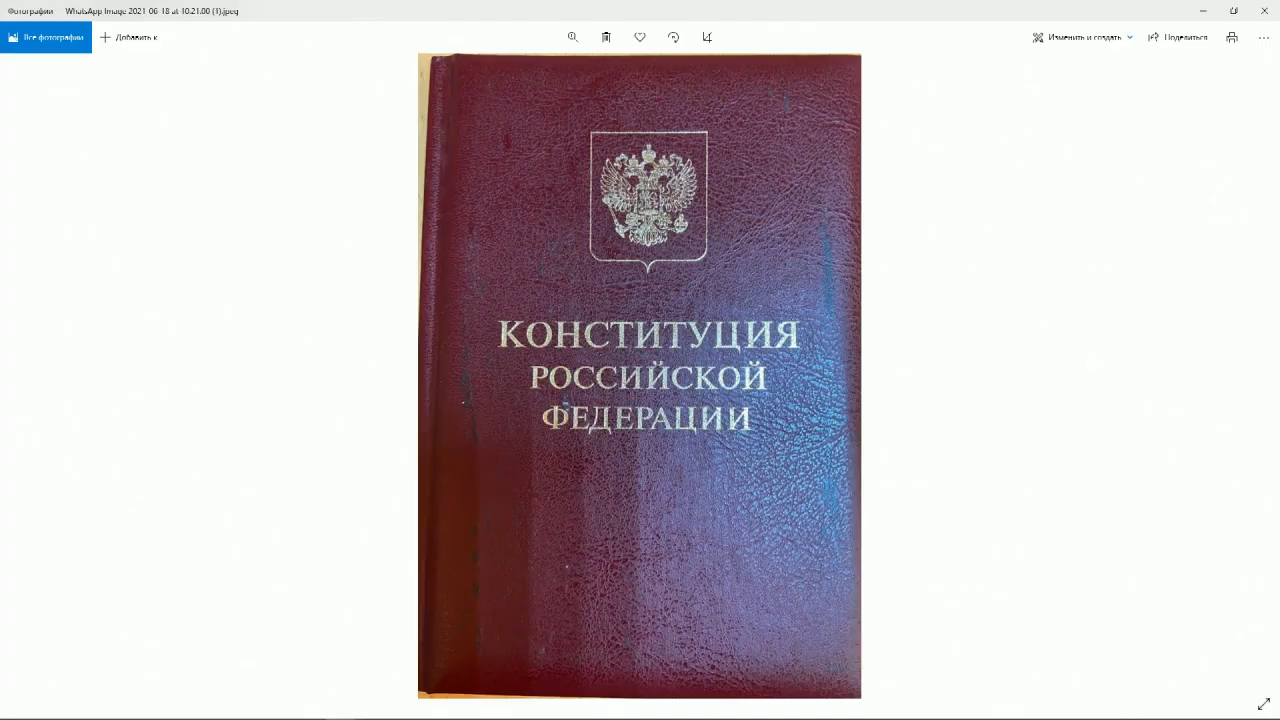 Фотографии WhatsApp Image 2021-06-18 at 10.21.00 (1).jpeg
Все фотографии
Добавить к
Изменить и создать
Поделиться
КОНСТИТУЦИЯ
РОССИЙСКОЙ
ФЕДЕРАЦИИ